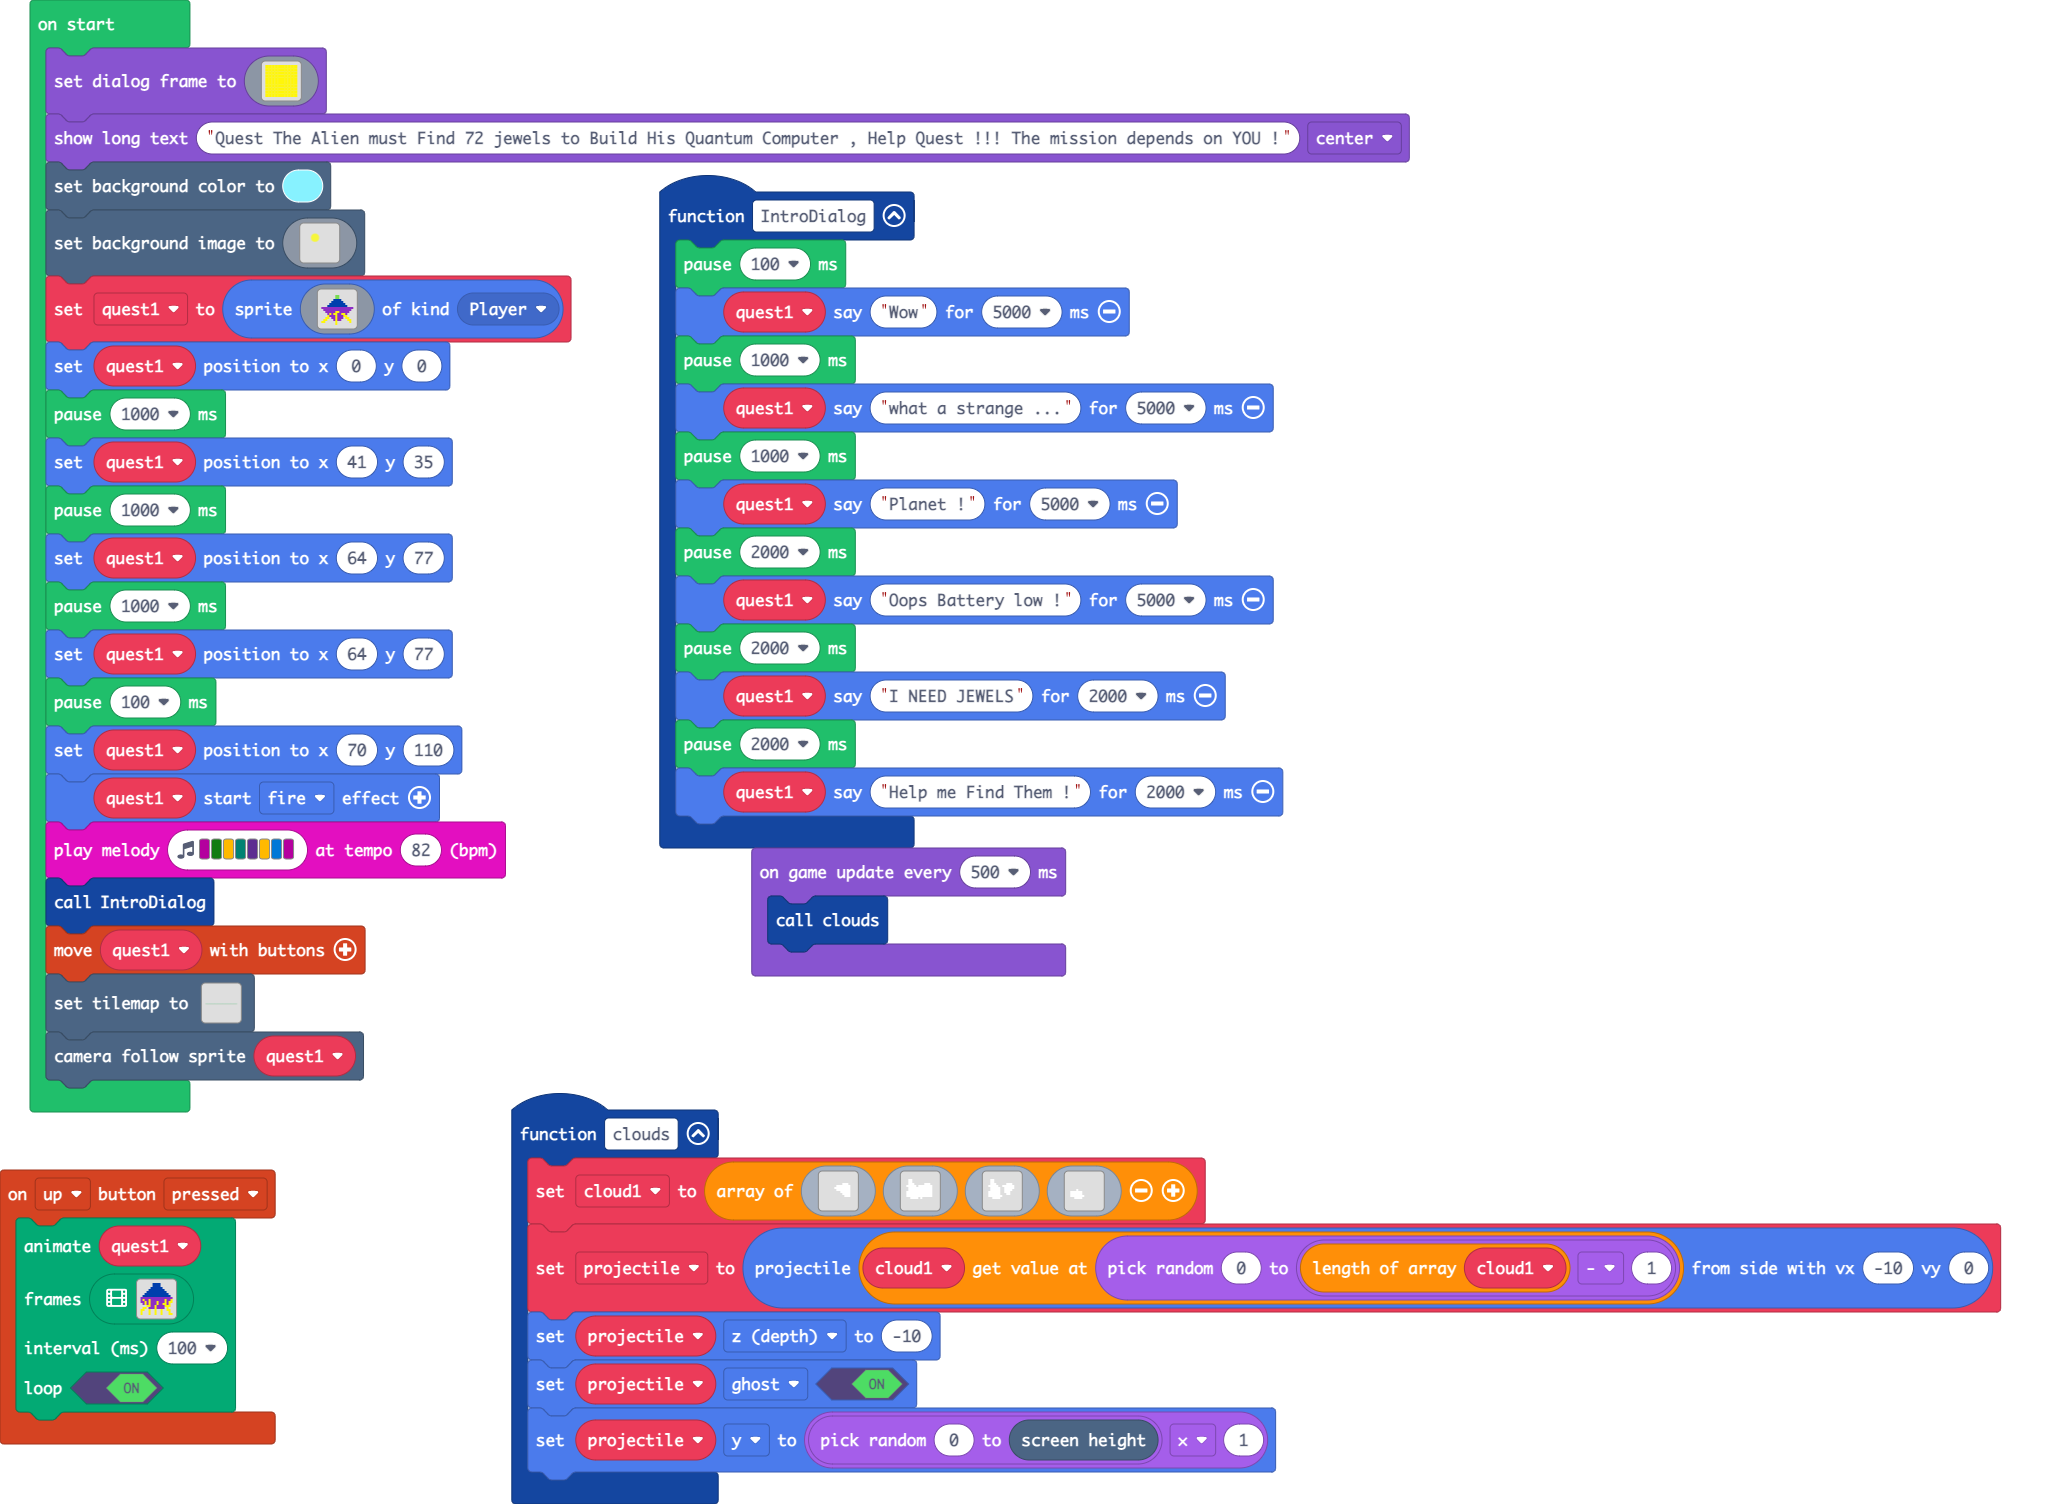 on start
set dialog frame to
show long text "Quest The Alien must Find 72 jewels to Build His Quantum Computer , Help Quest !!! The mission depends on YOU !" center
set background color to
set background image to
set quest1 to sprite of kind Player
set quest1 position to x 0 y 0
pause 1000 ms
set quest1 position to x 41 y 35
pause 1000 ms
set quest1 position to x 64 y 77
pause 1000 ms
set quest1 position to x 64 y 77
pause 100 ms
set quest1 position to x 70 y 110
quest1 start fire effect
play melody at tempo 82 (bpm)
call IntroDialog
move quest1 with buttons
set tilemap to
camera follow sprite quest1
function IntroDialog
pause 100 ms
quest1 say "Wow" for 5000 ms
pause 1000 ms
quest1 say "what a strange ..." for 5000 ms
pause 1000 ms
quest1 say "Planet !" for 5000 ms
pause 2000 ms
quest1 say "Oops Battery low !" for 5000 ms
pause 2000 ms
quest1 say "I NEED JEWELS" for 2000 ms
pause 2000 ms
quest1 say "Help me Find Them !" for 2000 ms
on game update every 500 ms
call clouds
on up button pressed
animate quest1
frames
interval (ms) 100
loop ON
function clouds
set cloud1 to array of
set projectile to projectile cloud1 get value at pick random 0 to length of array cloud1 - 1 from side with vx -10 vy 0
set projectile z (depth) to -10
set projectile ghost ON
set projectile y to pick random 0 to screen height x 1